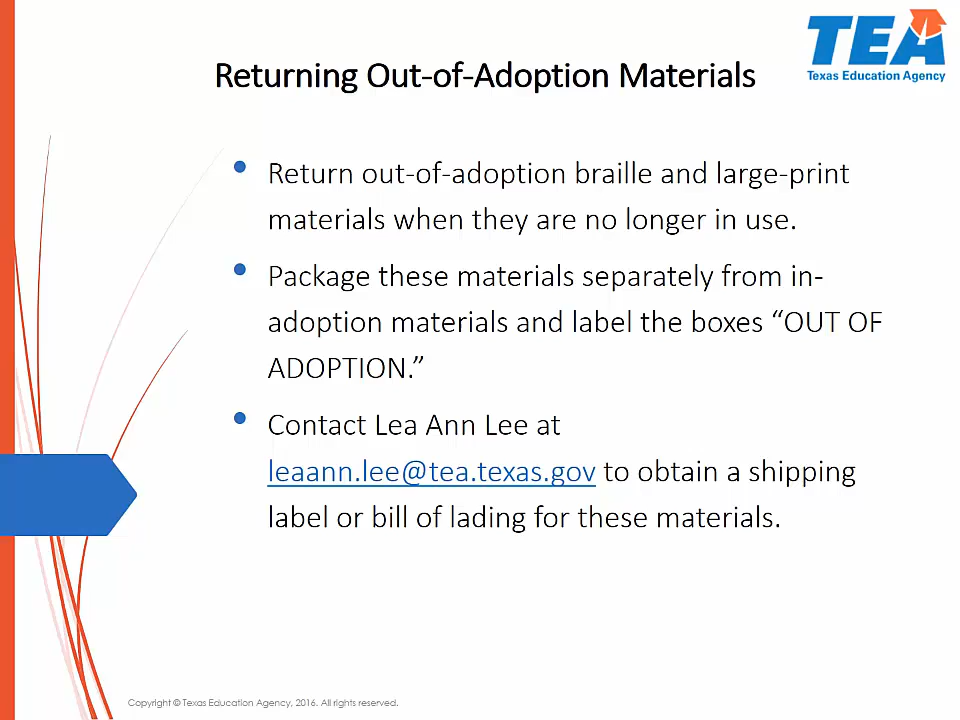 TEA
Texas Education Agency
Returning Out-of-Adoption Materials
• Return out-of-adoption braille and large-print
materials when they are no longer in use.
• Package these materials separately from in-
adoption materials and label the boxes “OUT OF
ADOPTION.”
• Contact Lea Ann Lee at
leaann.lee@tea.texas.gov to obtain a shipping
label or bill of lading for these materials.
Copyright © Texas Education Agency, 2016. All rights reserved.